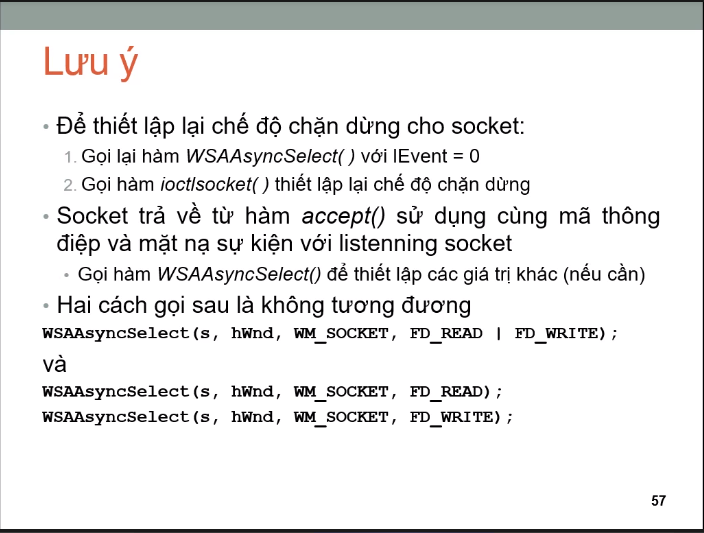 Lưu ý
• Để thiết lập lại chế độ chặn dừng cho socket:
1. Gọi lại hàm WSAAsyncSelect( ) với lEvent = 0
2. Gọi hàm ioctlsocket( ) thiết lập lại chế độ chặn dừng
• Socket trả về từ hàm accept() sử dụng cùng mã thông
điệp và mặt nạ sự kiện với listenning socket
• Gọi hàm WSAAsyncSelect() để thiết lập các giá trị khác (nếu cần)
• Hai cách gọi sau là không tương đương
WSAAsyncSelect(s, hWnd, WM_SOCKET, FD_READ | FD_WRITE);
và
WSAAsyncSelect(s, hWnd, WM_SOCKET, FD_READ);
WSAAsyncSelect(s, hWnd, WM_SOCKET, FD_WRITE);
57